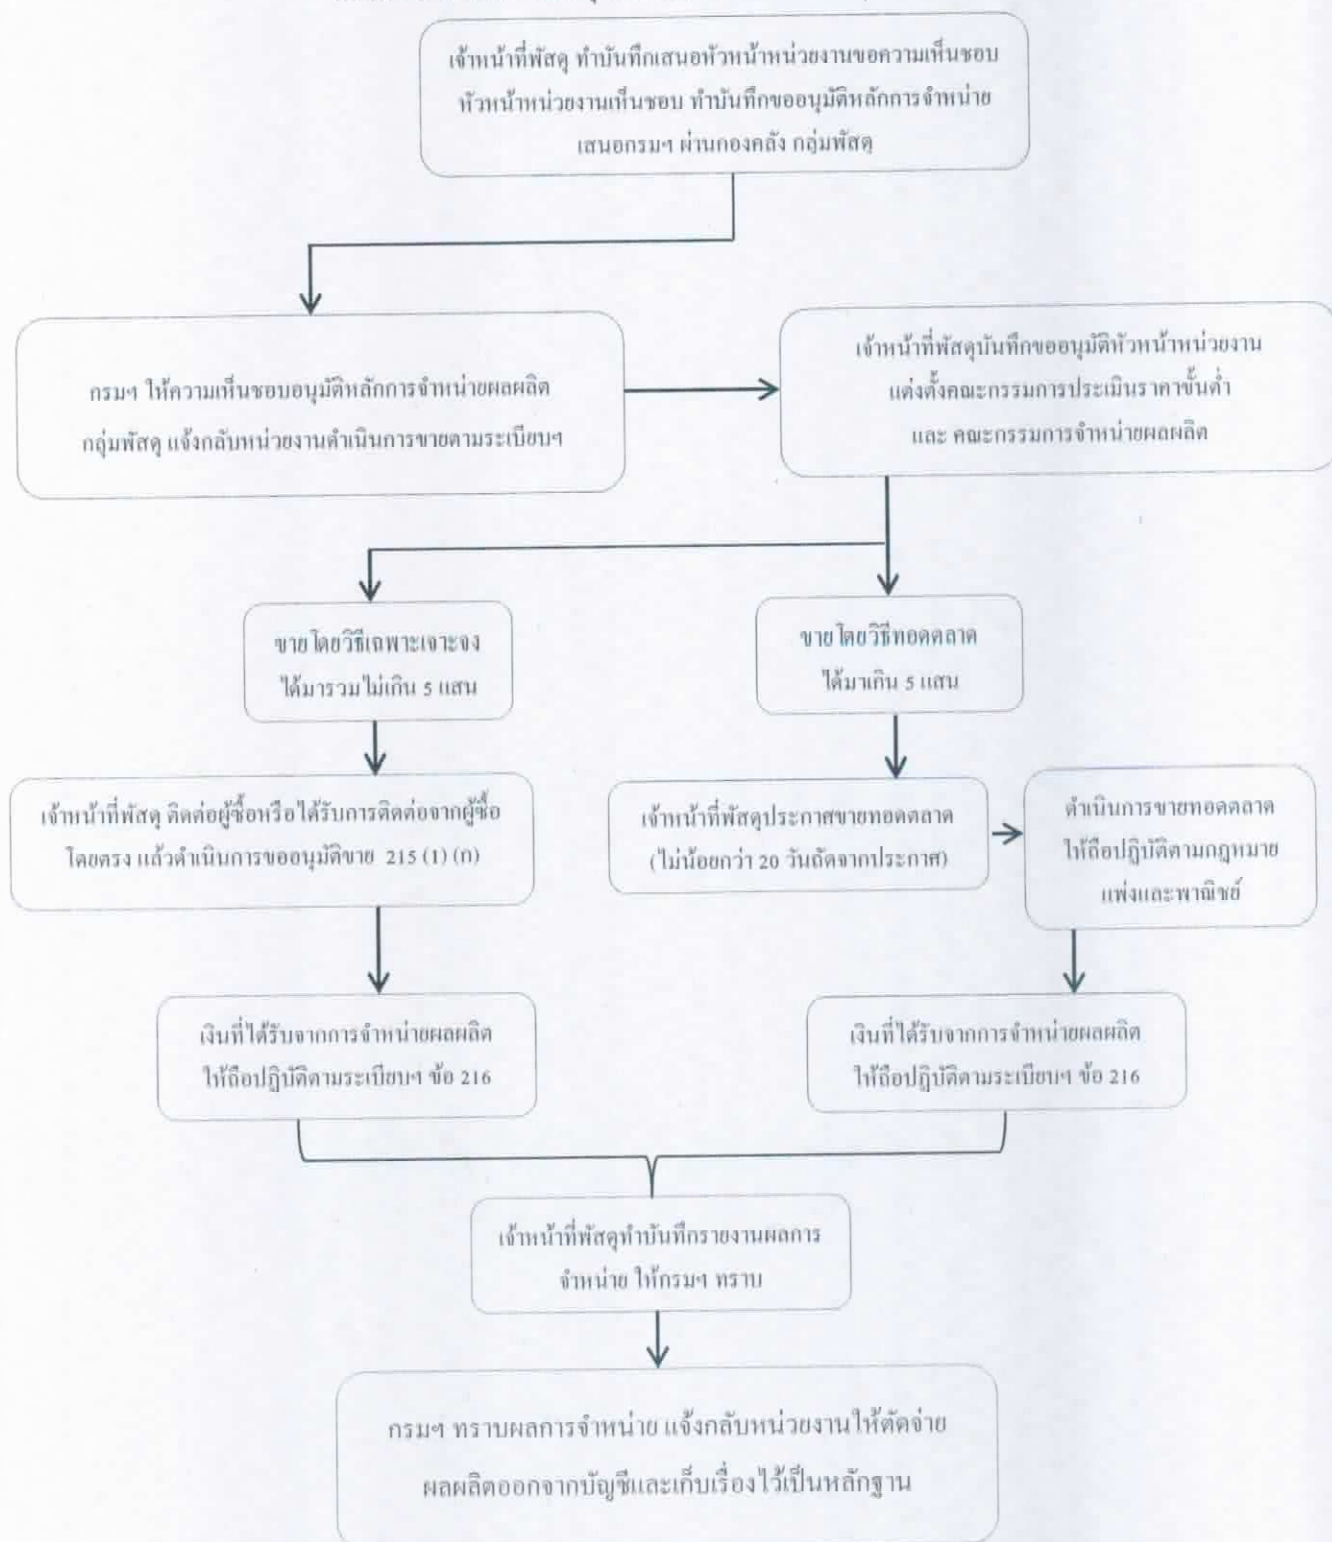 เจ้าหน้าที่พัสดุ ทำบันทึกเสนอหัวหน้าหน่วยงานขอความเห็นชอบ
หัวหน้าหน่วยงานเห็นชอบ ทำบันทึกขออนุมัติหลักการจำหน่าย
เสนอกรมฯ ผ่านกองคลัง กลุ่มพัสดุ
กรมฯ ให้ความเห็นชอบอนุมัติหลักการจำหน่ายผลผลิต
กลุ่มพัสดุ แจ้งกลับหน่วยงานดำเนินการขายตามระเบียบฯ
เจ้าหน้าที่พัสดุบันทึกขออนุมัติหัวหน้าหน่วยงาน
แต่งตั้งคณะกรรมการประเมินราคาขั้นต่ำ
และ คณะกรรมการจำหน่ายผลผลิต
ขายโดยวิธีเฉพาะเจาะจง
ได้มารวมไม่เกิน 5 แสน
ขายโดยวิธีทอดตลาด
ได้มาเกิน 5 แสน
เจ้าหน้าที่พัสดุ ติดต่อผู้ซื้อหรือได้รับการติดต่อจากผู้ซื้อ
โดยตรง แล้วดำเนินการขออนุมัติขาย 215 (1) (ก)
เจ้าหน้าที่พัสดุประกาศขายทอดตลาด
(ไม่น้อยกว่า 20 วันถัดจากประกาศ)
ดำเนินการขายทอดตลาด
ให้ถือปฏิบัติตามกฎหมาย
แพ่งและพาณิชย์
เงินที่ได้รับจากการจำหน่ายผลผลิต
ให้ถือปฏิบัติตามระเบียบฯ ข้อ 216
เงินที่ได้รับจากการจำหน่ายผลผลิต
ให้ถือปฏิบัติตามระเบียบฯ ข้อ 216
เจ้าหน้าที่พัสดุทำบันทึกรายงานผลการ
จำหน่าย ให้กรมฯ ทราบ
กรมฯ ทราบผลการจำหน่าย แจ้งกลับหน่วยงานให้ตัดจ่าย
ผลผลิตออกจากบัญชีและเก็บเรื่องไว้เป็นหลักฐาน